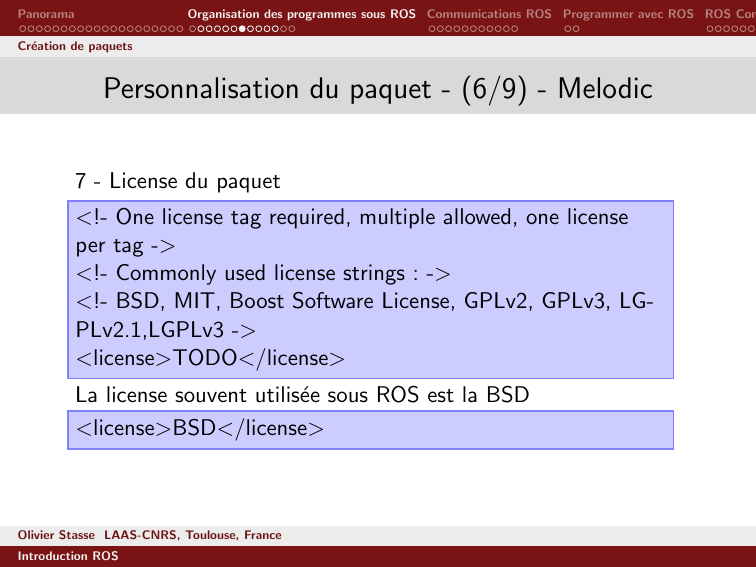 Panorama Organisation des programmes sous ROS Communications ROS Programmer avec ROS ROS Con
Création de paquets
Personnalisation du paquet - (6/9) - Melodic
7 - License du paquet
<!- One license tag required, multiple allowed, one license
per tag ->
<!- Commonly used license strings : ->
<!- BSD, MIT, Boost Software License, GPLv2, GPLv3, LG-
PLv2.1,LGPLv3 ->
<license>TODO</license>
La license souvent utilisée sous ROS est la BSD
<license>BSD</license>
Olivier Stasse LAAS-CNRS, Toulouse, France
Introduction ROS